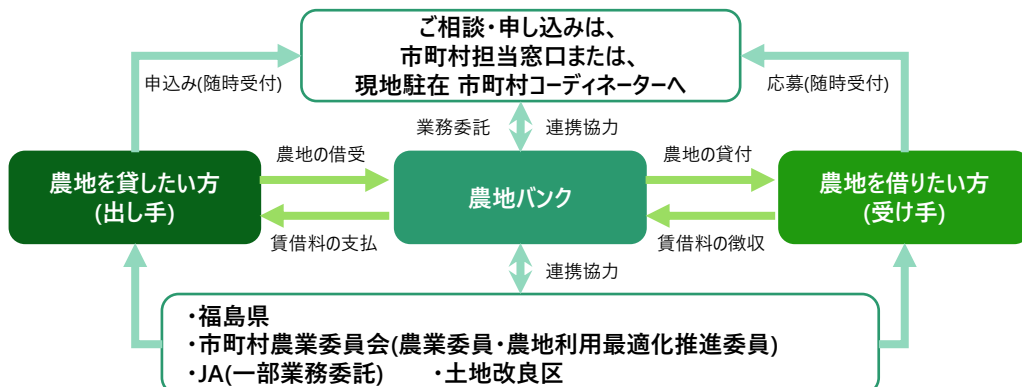 ご相談・申し込みは、
市町村担当窓口または、
現地駐在 市町村コーディネーターへ
申込み(随時受付)
応募(随時受付)
業務委託
連携協力
農地の借受
農地の貸付
農地を貸したい方
(出し手)
農地バンク
農地を借りたい方
(受け手)
賃借料の支払
賃借料の徴収
連携協力
・福島県
・市町村農業委員会(農業委員・農地利用最適化推進委員)
・JA(一部業務委託) ・土地改良区